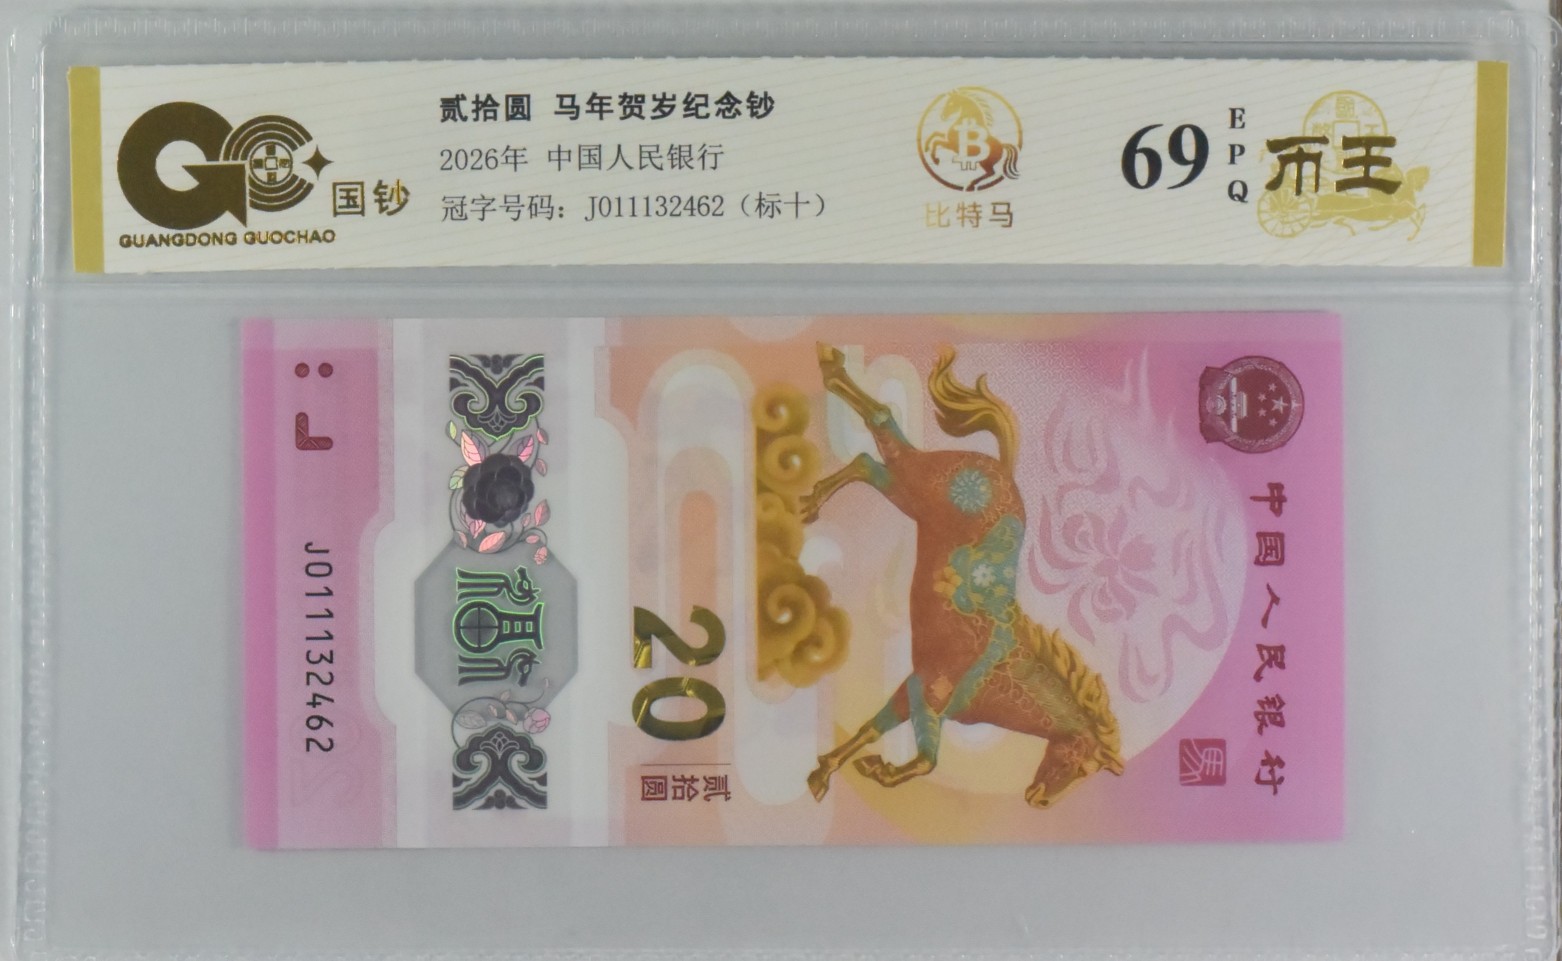 国钞
GUANGDONG GUOCHAO
贰拾圆 马年贺岁纪念钞
2026年 中国人民银行
冠字号码：J011132462（标十）
B
比特马
69
EPQ
币王
中国人民银行
20
贰拾圆
J011132462